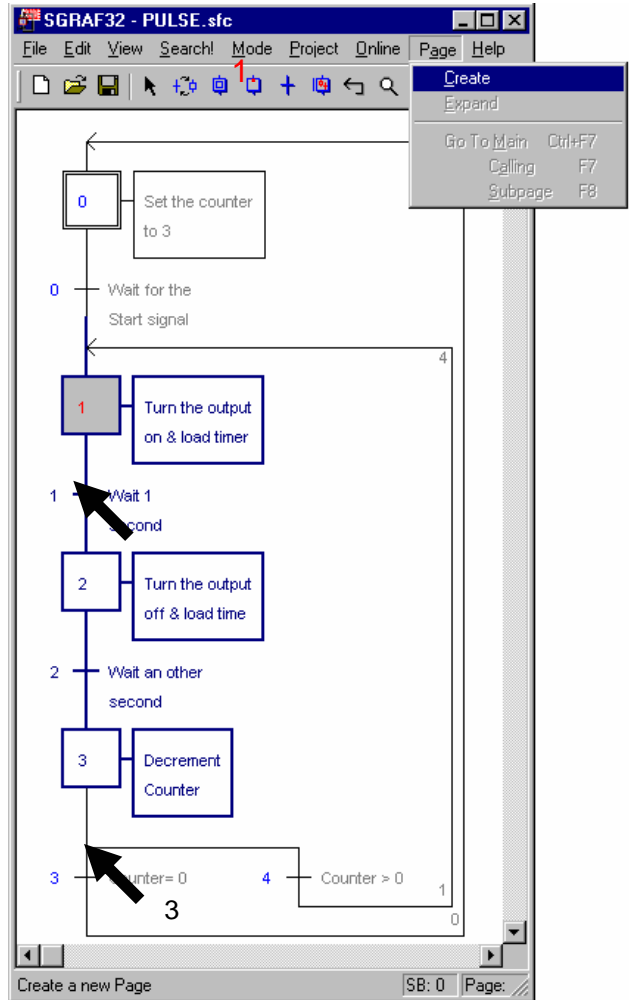 SGRAF32 - PULSE.sfc
File Edit View Search! Mode Project Online Page Help
1
Create
Expand
Go To Main Ctrl+F7
Calling F7
Subpage F8
0 Set the counter
to 3
0 Wait for the
Start signal
4
1 Turn the output
on & load timer
1 Wait 1
second
2 Turn the output
off & load time
2 Wait an other
second
3 Decrement
Counter
3 Counter= 0 4 Counter > 0
1
3
0
Create a new Page SB: 0 Page: